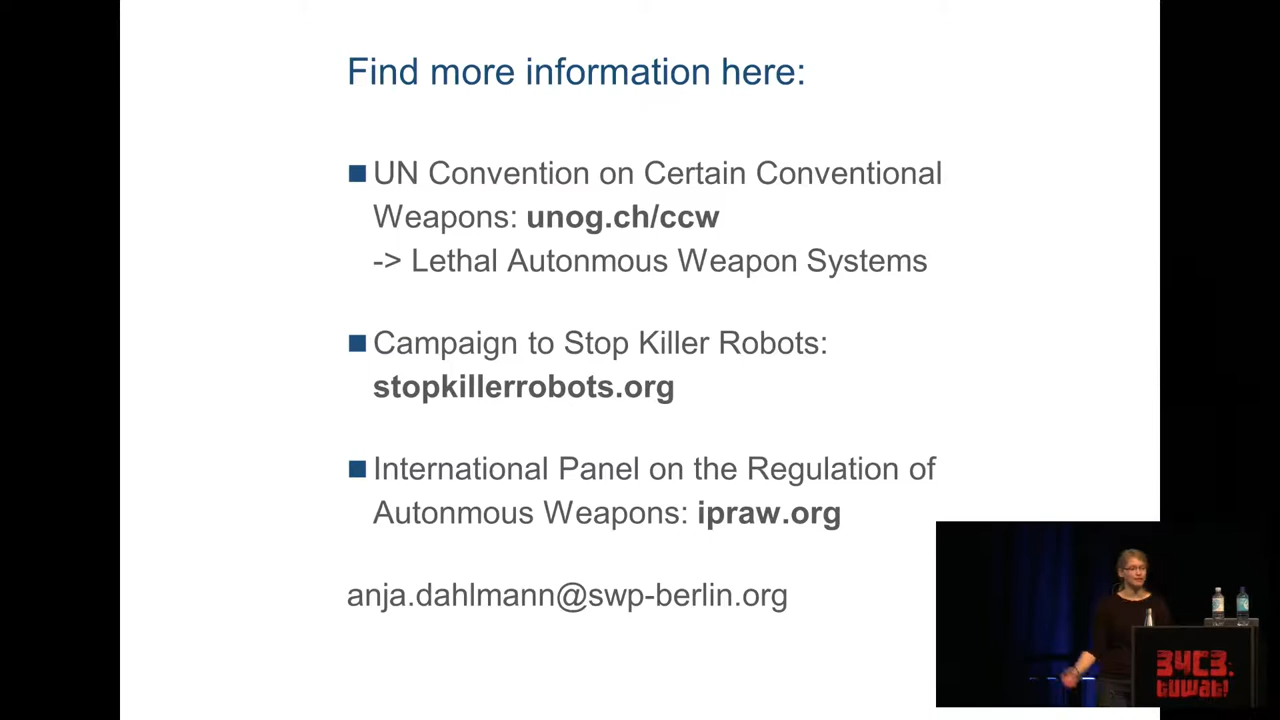 Find more information here:
UN Convention on Certain Conventional
Weapons: unog.ch/ccw
-> Lethal Autonmous Weapon Systems
Campaign to Stop Killer Robots:
stopkillerrobots.org
International Panel on the Regulation of
Autonmous Weapons: ipraw.org
anja.dahlmann@swp-berlin.org
34C3.
tuwat!